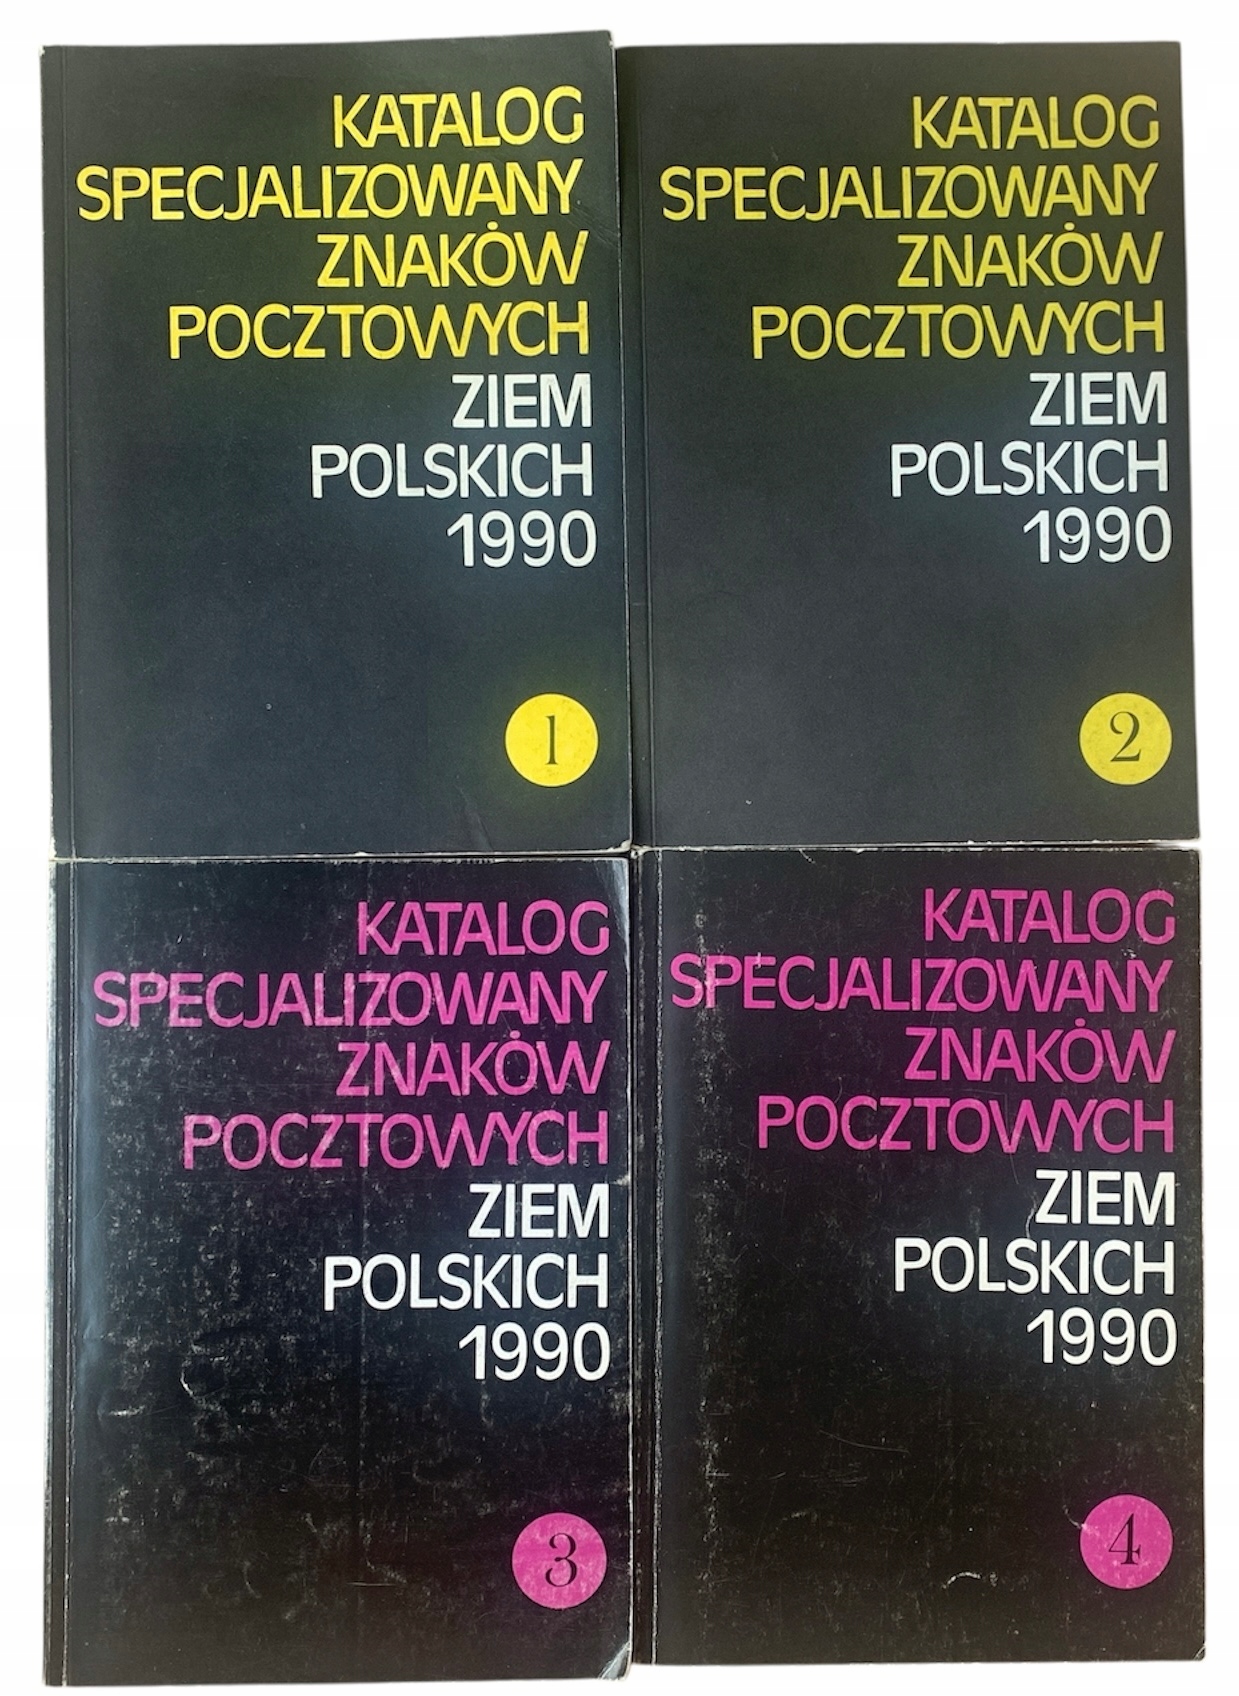 KATALOG
SPECJALIZOWANY
ZNAKÓW
POCZTOWYCH
ZIEM
POLSKICH
1990
1
KATALOG
SPECJALIZOWANY
ZNAKÓW
POCZTOWYCH
ZIEM
POLSKICH
1990
2
KATALOG
SPECJALIZOWANY
ZNAKÓW
POCZTOWYCH
ZIEM
POLSKICH
1990
3
KATALOG
SPECJALIZOWANY
ZNAKÓW
POCZTOWYCH
ZIEM
POLSKICH
1990
4